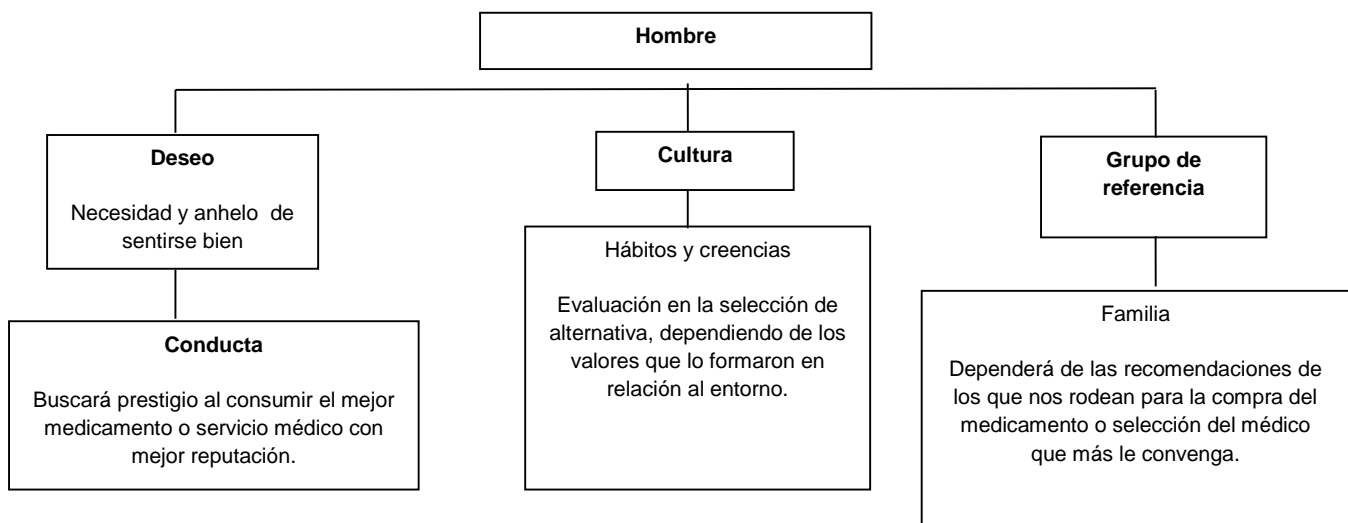 Hombre
Deseo
Necesidad y anhelo de
sentirse bien
Conducta
Buscará prestigio al consumir el mejor
medicamento o servicio médico con
mejor reputación.
Cultura
Hábitos y creencias
Evaluación en la selección de
alternativa, dependiendo de los
valores que lo formaron en
relación al entorno.
Grupo de
referencia
Familia
Dependerá de las recomendaciones de
los que nos rodean para la compra del
medicamento o selección del médico
que más le convenga.